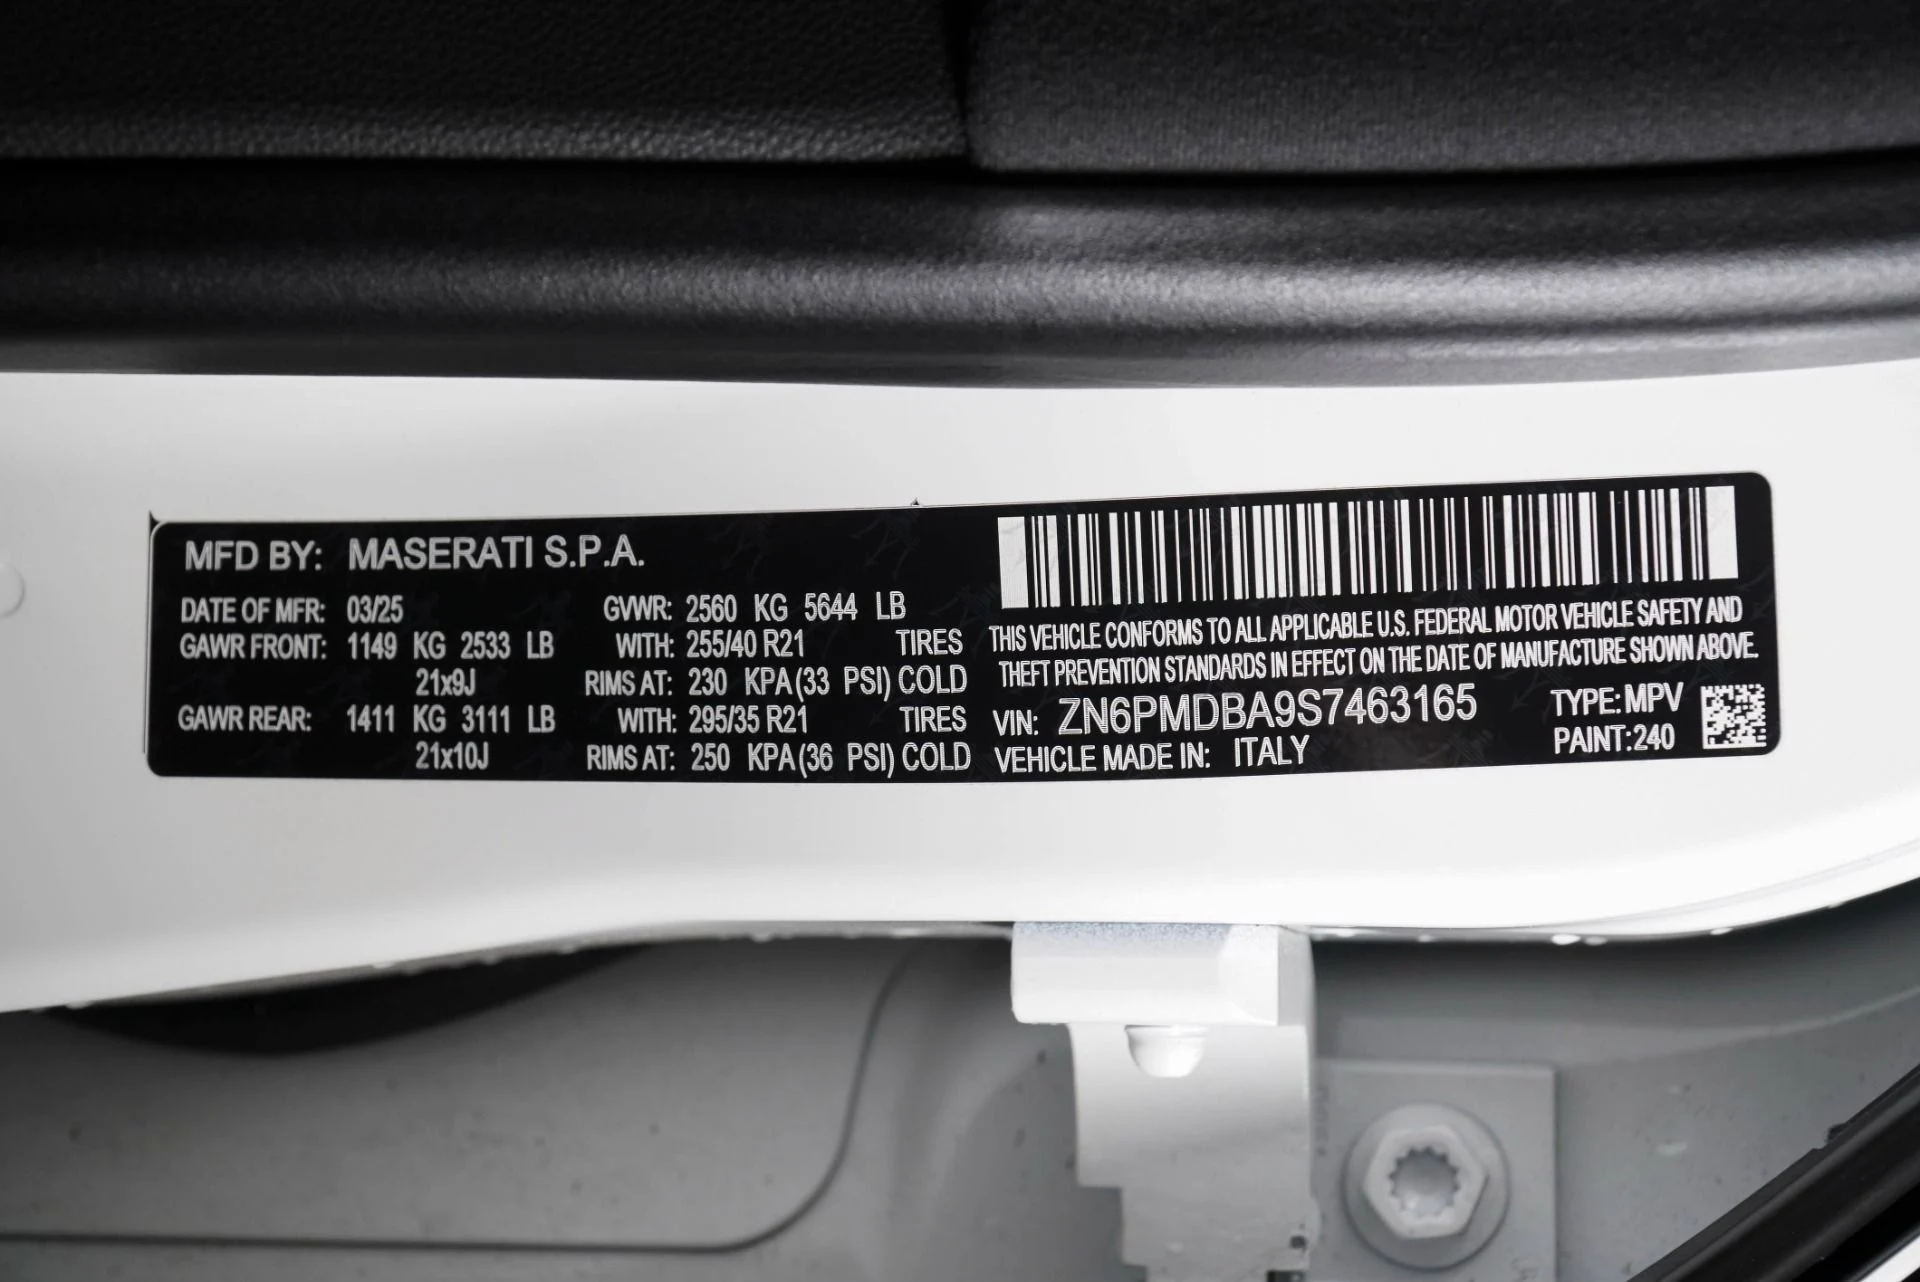 MFD BY: MASERATI S.P.A.
DATE OF MFR: 03/25 GVWR: 2560 KG 5644 LB
GAWR FRONT: 1149 KG 2533 LB WITH: 255/40 R21 TIRES
21x9J RIMS AT: 230 KPA (33 PSI) COLD
GAWR REAR: 1411 KG 3111 LB WITH: 295/35 R21 TIRES
21x10J RIMS AT: 250 KPA (36 PSI) COLD
THIS VEHICLE CONFORMS TO ALL APPLICABLE U.S. FEDERAL MOTOR VEHICLE SAFETY AND
THEFT PREVENTION STANDARDS IN EFFECT ON THE DATE OF MANUFACTURE SHOWN ABOVE.
VIN: ZN6PMDBA9S7463165 TYPE: MPV
VEHICLE MADE IN: ITALY PAINT: 240